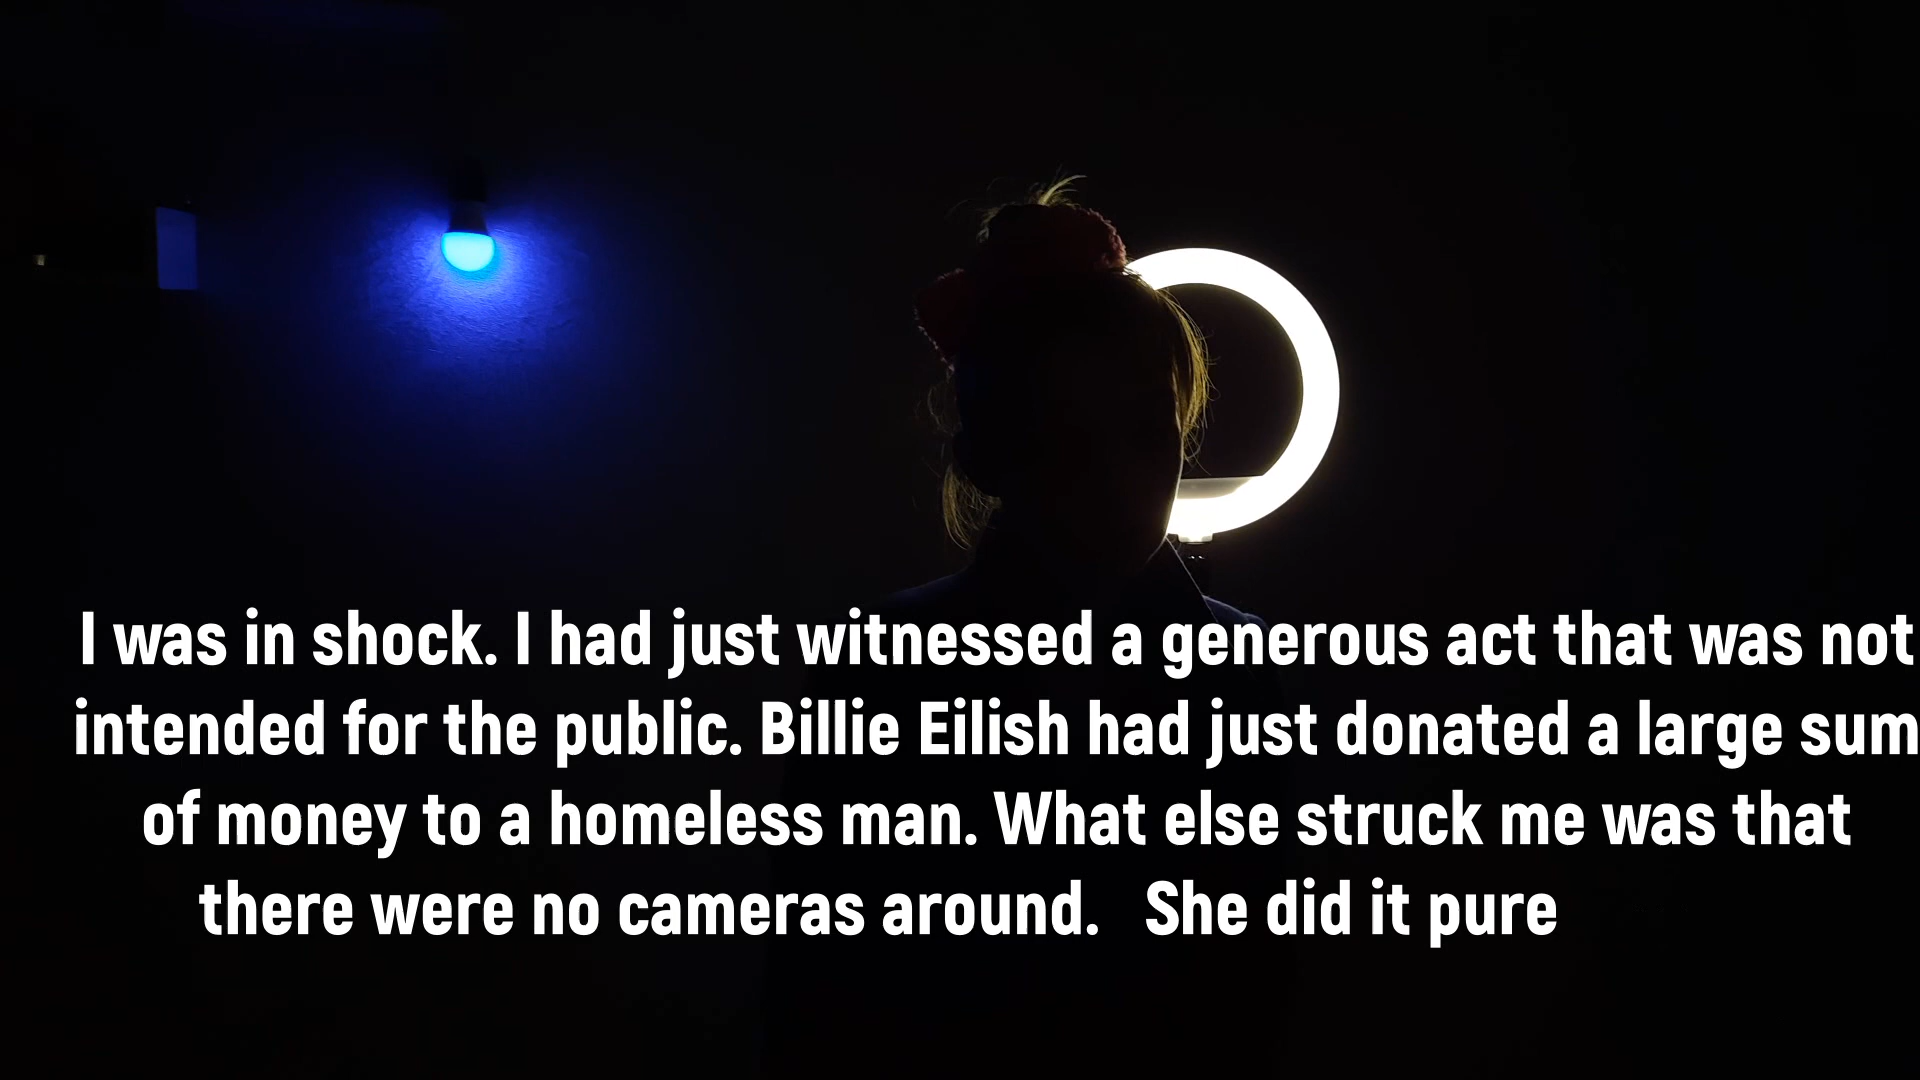 I was in shock. I had just witnessed a generous act that was not
intended for the public. Billie Eilish had just donated a large sum
of money to a homeless man. What else struck me was that
there were no cameras around. She did it pure